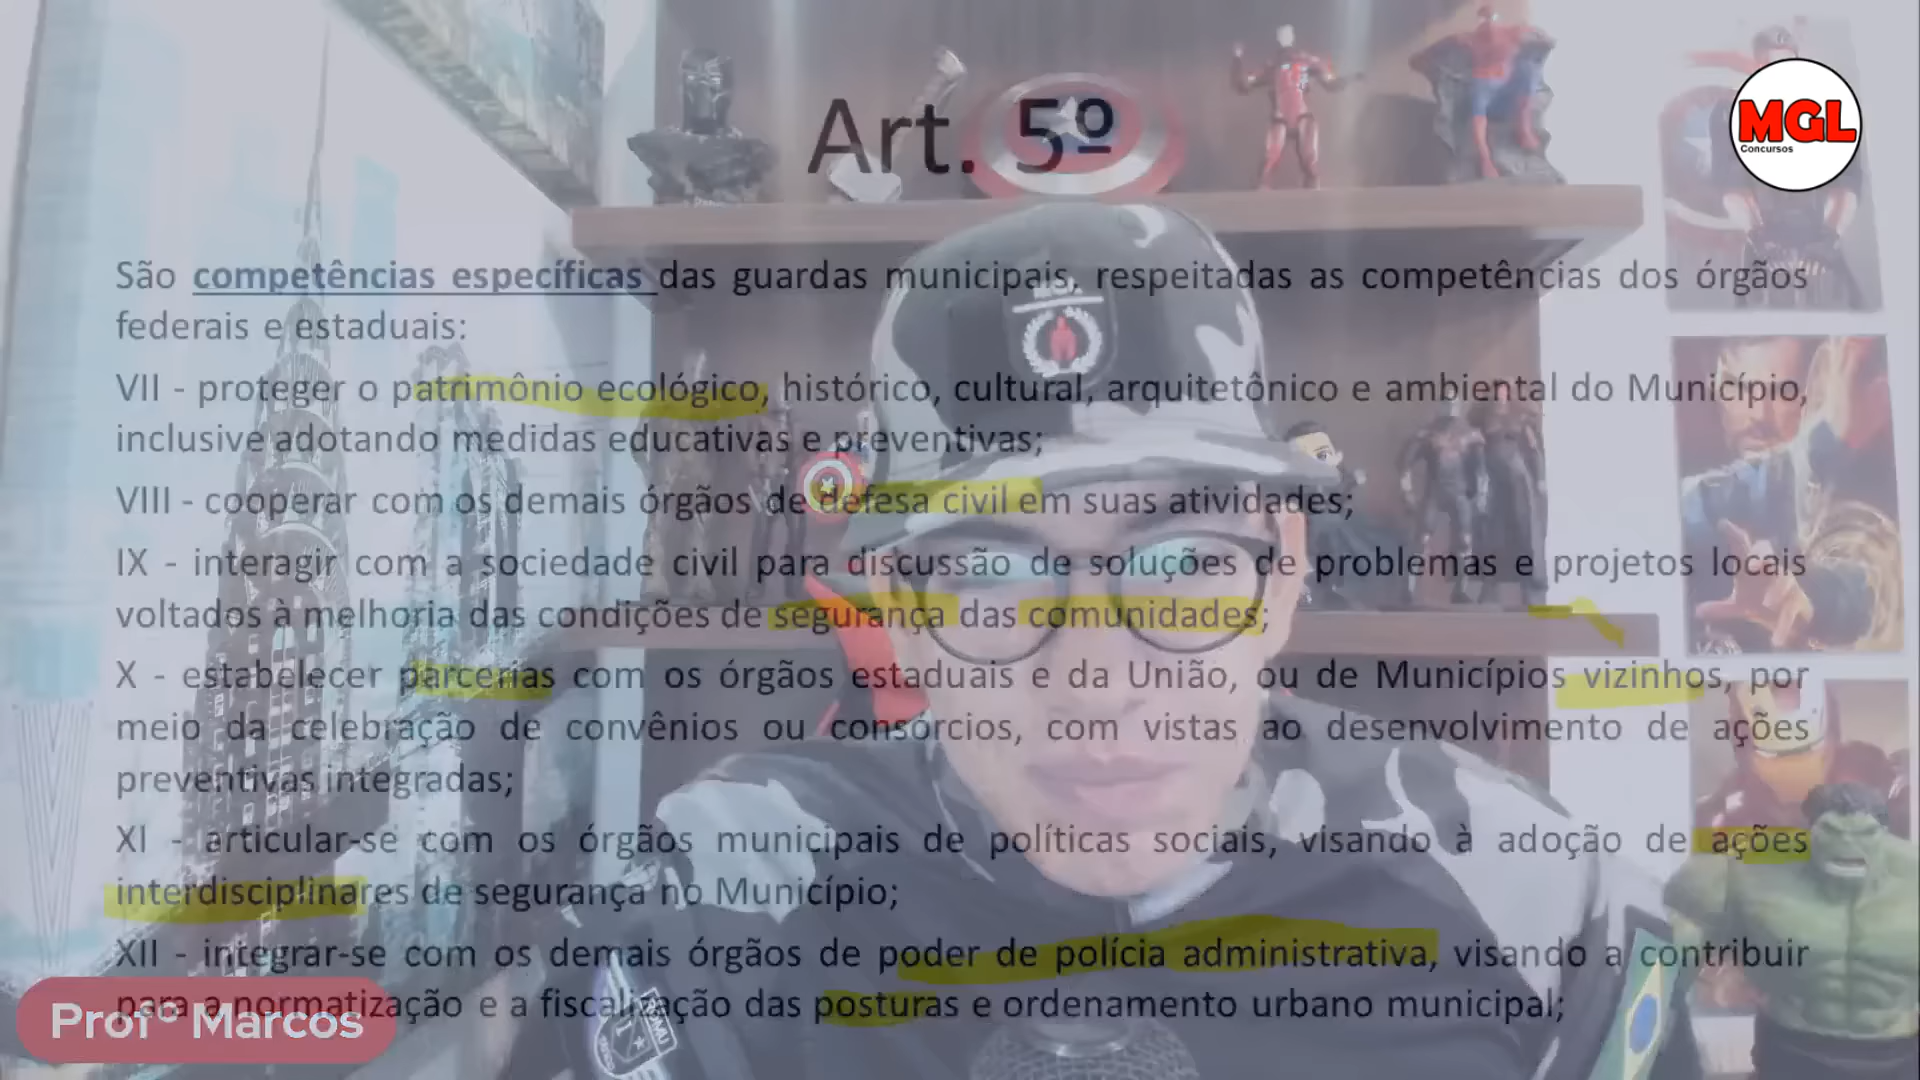 Art. 5º
MGL
Concursos
São competências específicas das guardas municipais, respeitadas as competências dos órgãos
federais e estaduais:
VII - proteger o patrimônio ecológico, histórico, cultural, arquitetônico e ambiental do Município,
inclusive adotando medidas educativas e preventivas;
VIII - cooperar com os demais órgãos de defesa civil em suas atividades;
IX - interagir com a sociedade civil para discussão de soluções de problemas e projetos locais
voltados à melhoria das condições de segurança das comunidades;
X - estabelecer parcerias com os órgãos estaduais e da União, ou de Municípios vizinhos, por
meio da celebração de convênios ou consórcios, com vistas ao desenvolvimento de ações
preventivas integradas;
XI - articular-se com os órgãos municipais de políticas sociais, visando à adoção de ações
interdisciplinares de segurança no Município;
XII - integrar-se com os demais órgãos de poder de polícia administrativa, visando a contribuir
para a normatização e a fiscalização das posturas e ordenamento urbano municipal;
Profº Marcos